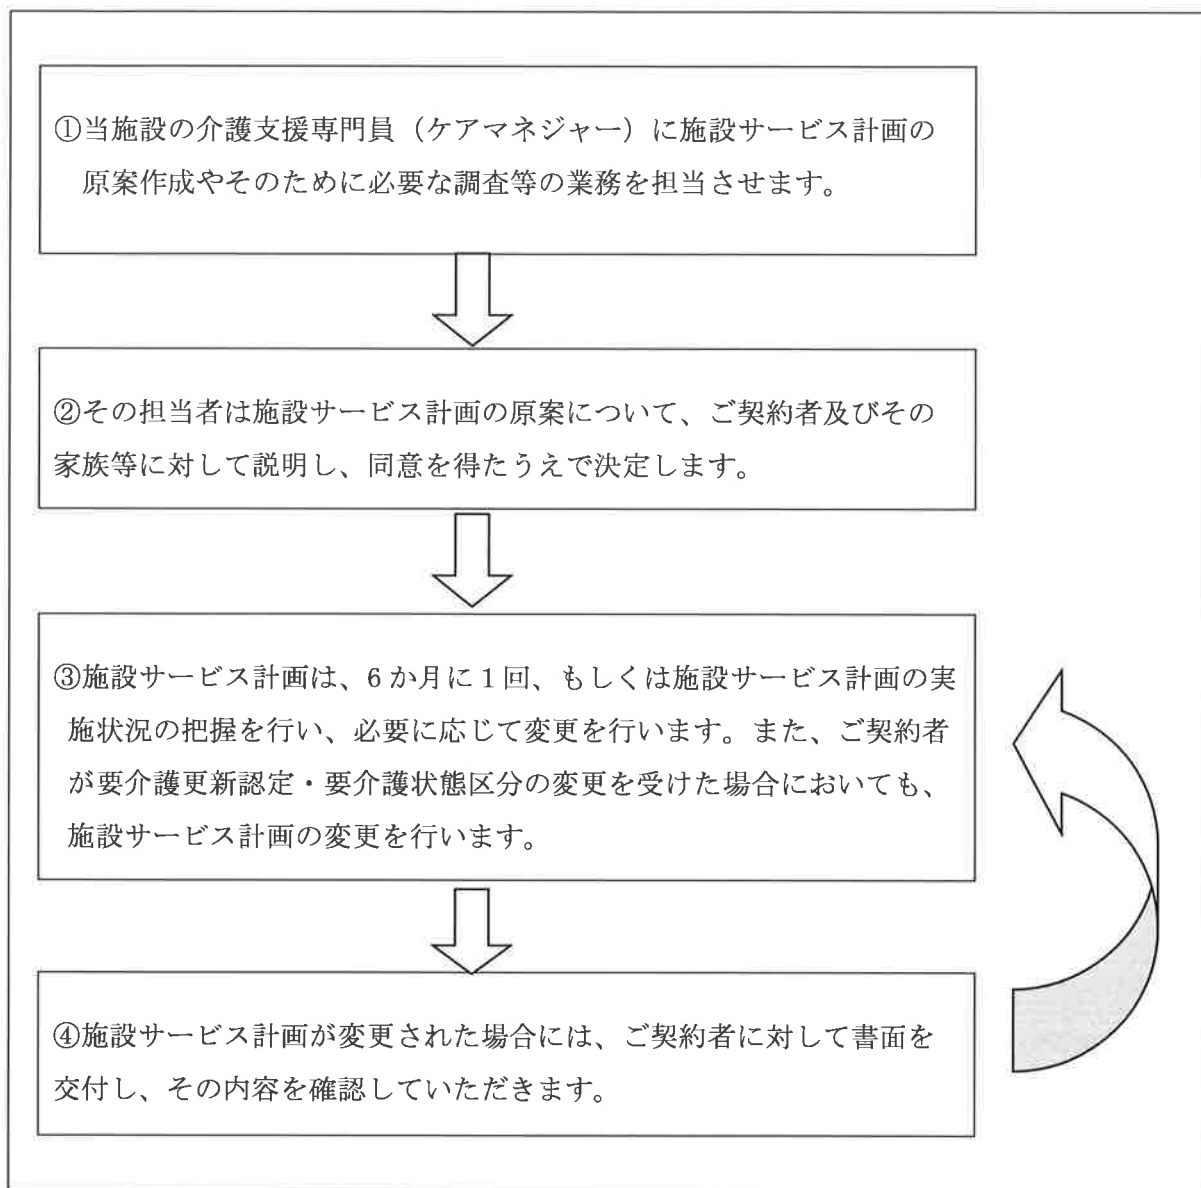 ①当施設の介護支援専門員（ケアマネジャー）に施設サービス計画の
原案作成やそのために必要な調査等の業務を担当させます。
②その担当者は施設サービス計画の原案について、ご契約者及びその
家族等に対して説明し、同意を得たうえで決定します。
③施設サービス計画は、6か月に1回、もしくは施設サービス計画の実
施状況の把握を行い、必要に応じて変更を行います。また、ご契約者
が要介護更新認定・要介護状態区分の変更を受けた場合においても、
施設サービス計画の変更を行います。
④施設サービス計画が変更された場合には、ご契約者に対して書面を
交付し、その内容を確認していただきます。